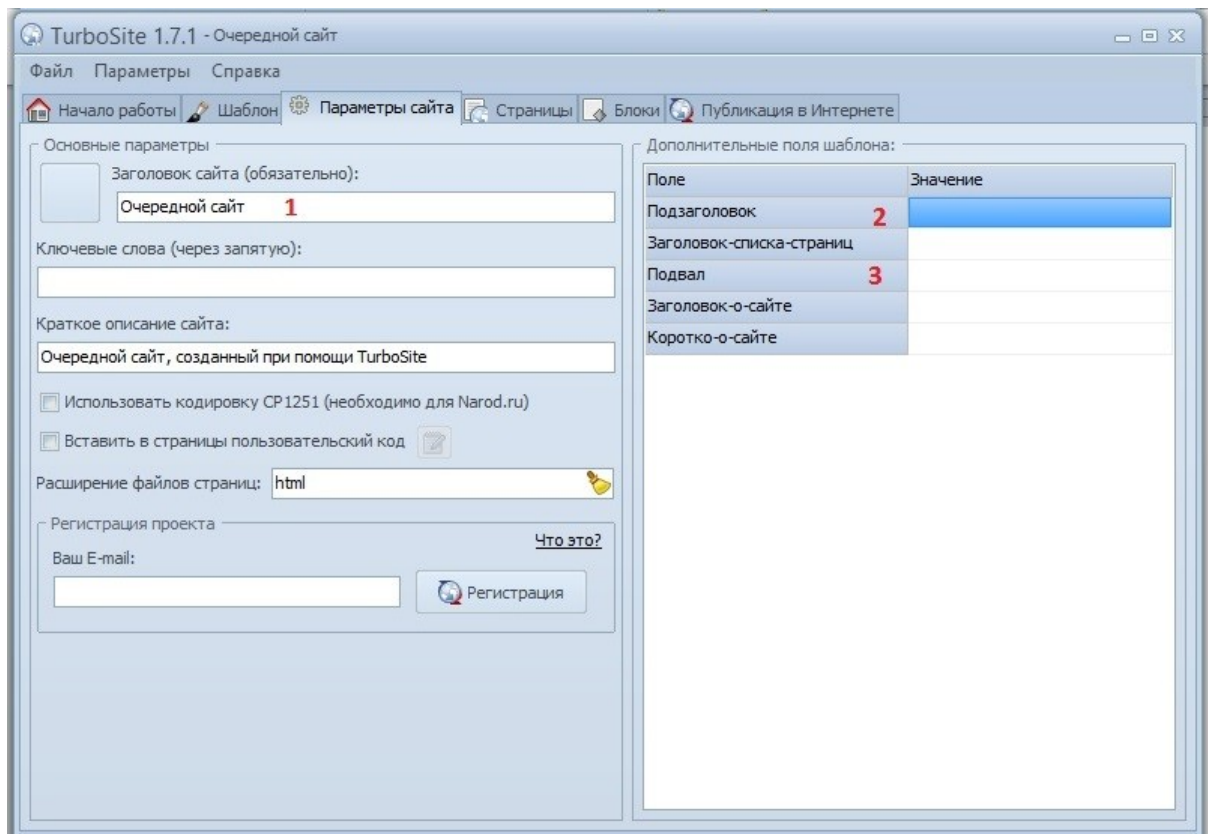 TurboSite 1.7.1 - Очередной сайт
Файл Параметры Справка
Начало работы Шаблон Параметры сайта Страницы Блоки Публикация в Интернете
Основные параметры
Заголовок сайта (обязательно):
Очередной сайт 1
Ключевые слова (через запятую):
Краткое описание сайта:
Очередной сайт, созданный при помощи TurboSite
Использовать кодировку CP1251 (необходимо для Narod.ru)
Вставить в страницы пользовательский код
Расширение файлов страниц: html
Регистрация проекта
Что это?
Ваш E-mail:
Регистрация
Дополнительные поля шаблона:
Поле Значение
Подзаголовок 2
Заголовок-списка-страниц
Подвал 3
Заголовок-о-сайте
Коротко-о-сайте